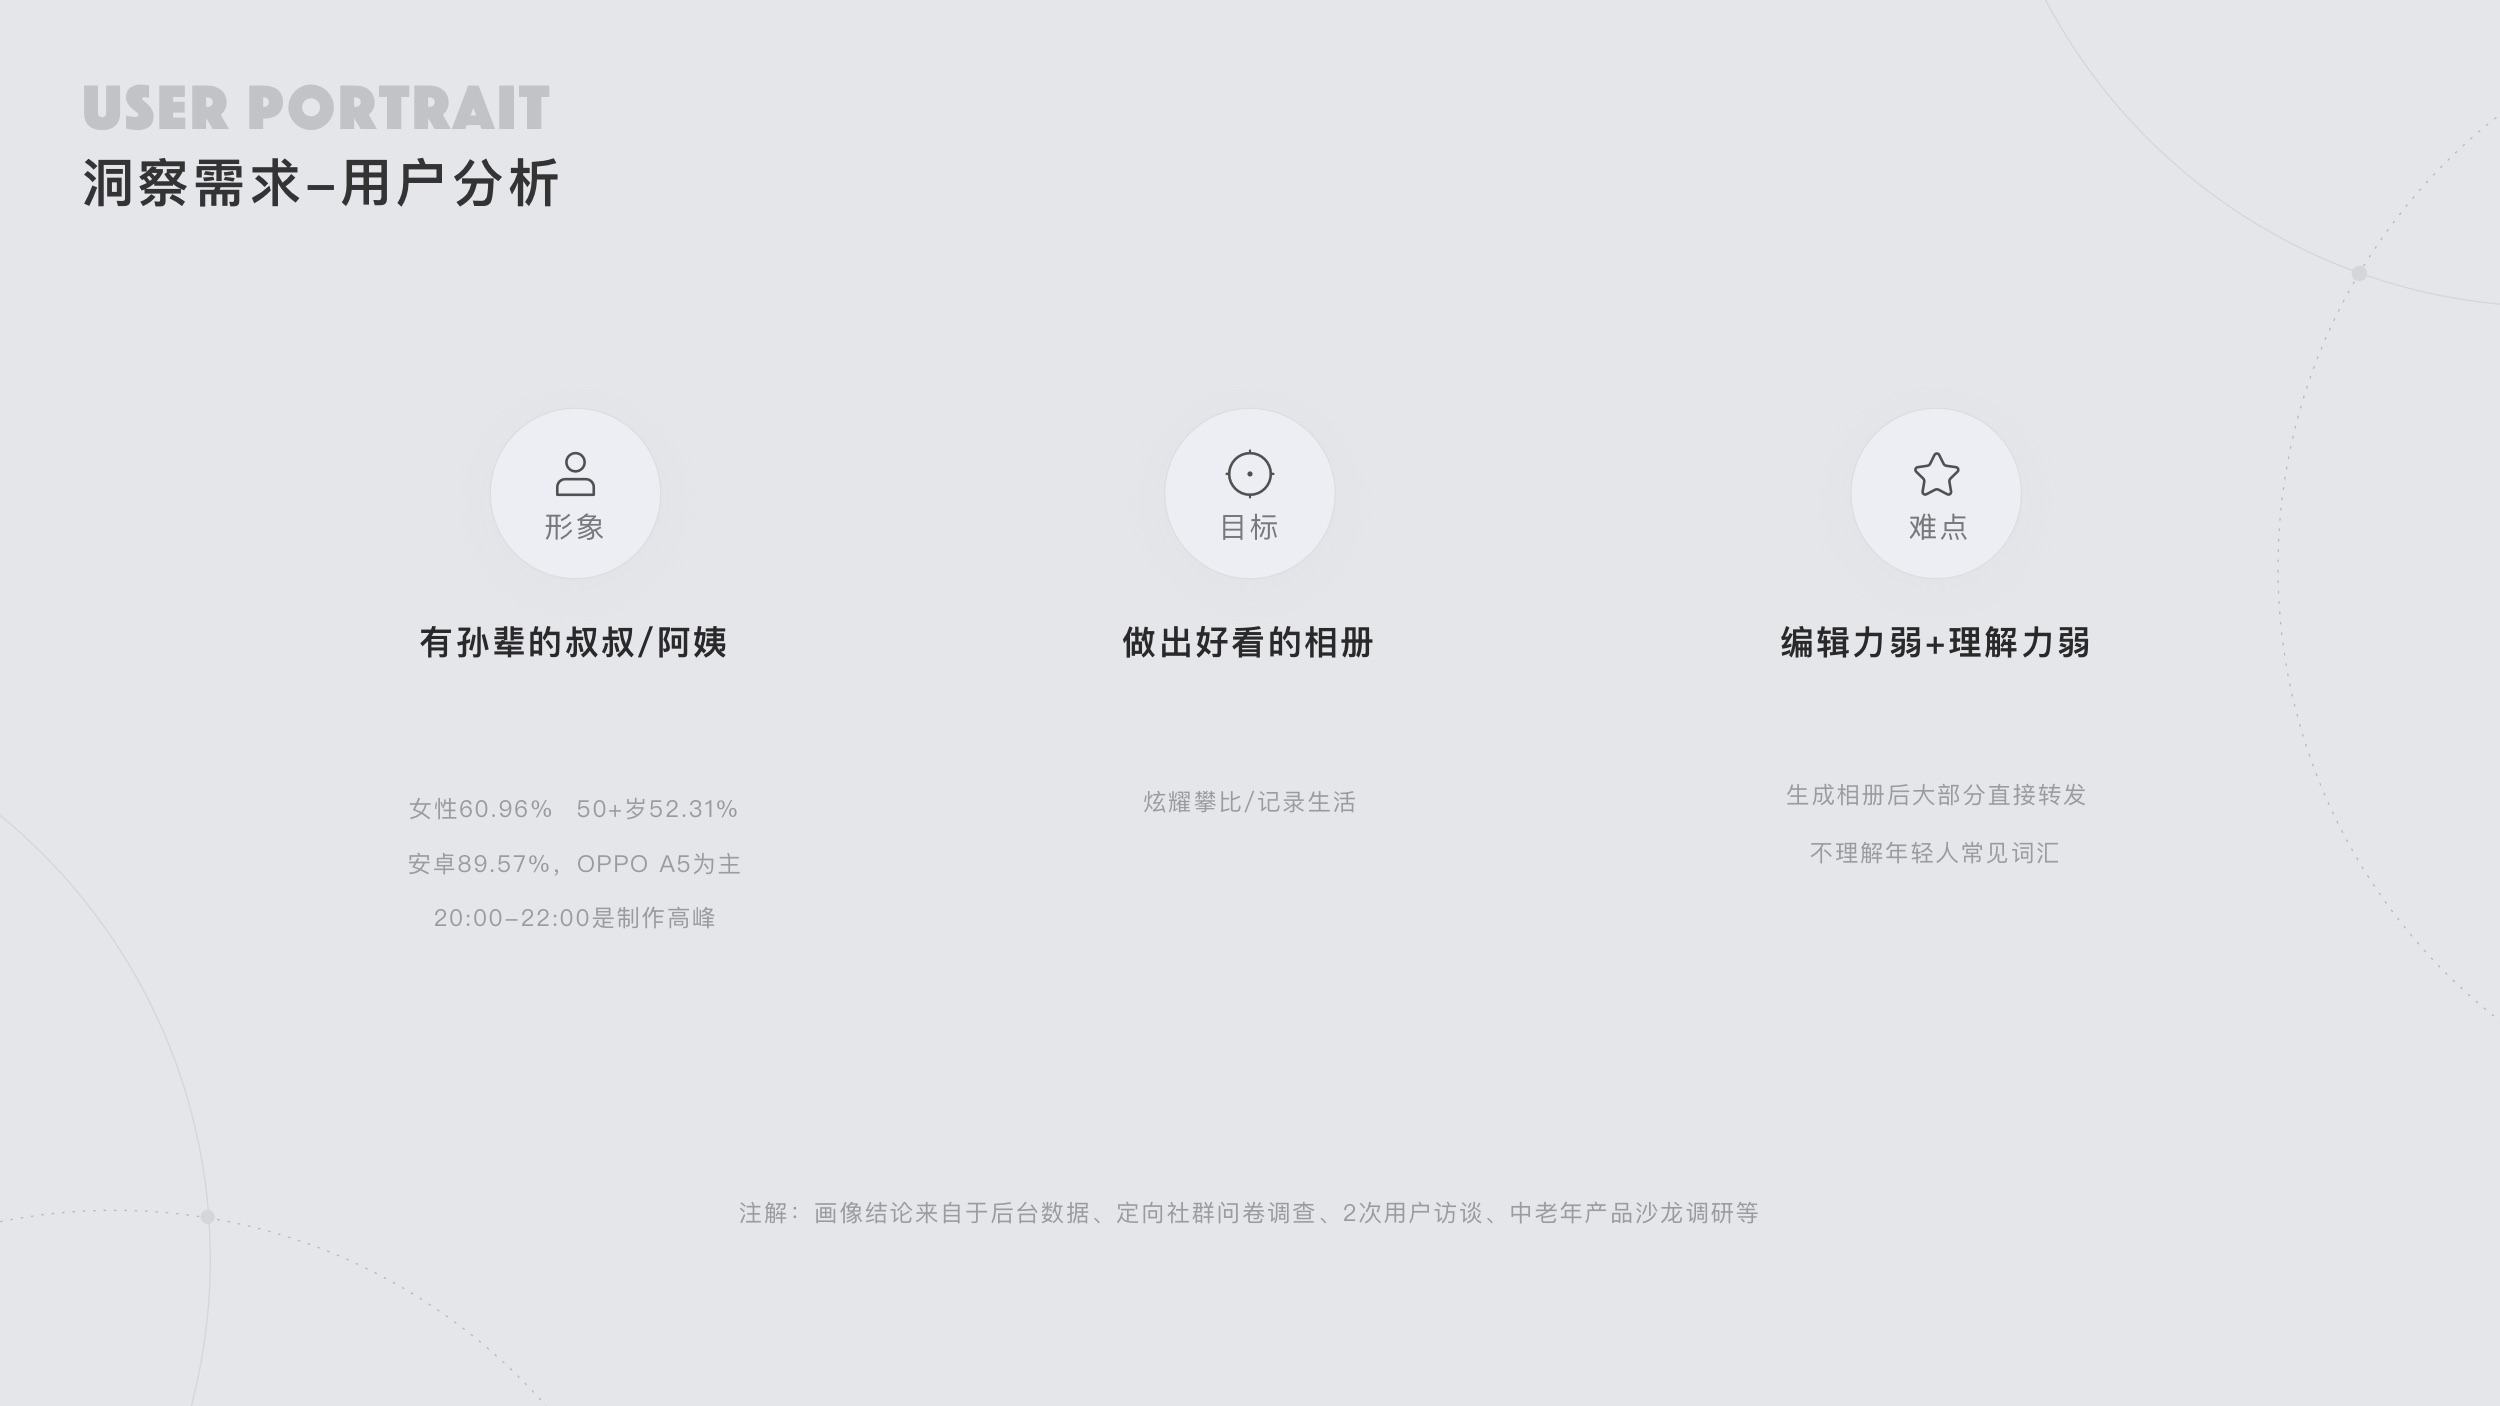 USER PORTRAIT
洞察需求–用户分析
形象
有孙辈的叔叔/阿姨
女性60.96% 50+岁52.31%
安卓89.57%，OPPO A5为主
20:00–22:00是制作高峰
目标
做出好看的相册
炫耀攀比/记录生活
难点
编辑力弱+理解力弱
生成相册后大部分直接转发
不理解年轻人常见词汇
注解：画像结论来自于后台数据、定向社群问卷调查、2次用户访谈、中老年产品沙龙调研等